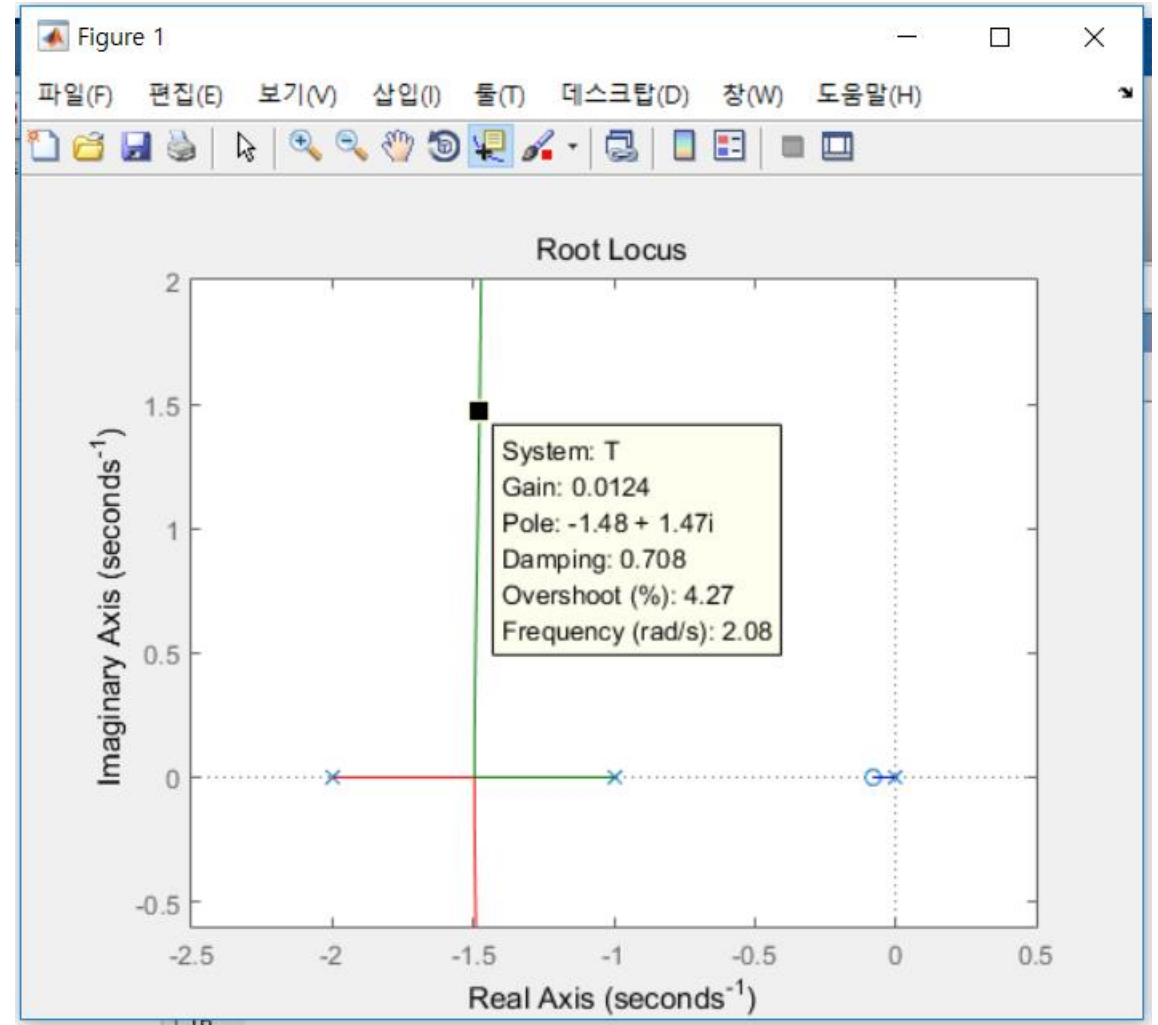 Figure 1
파일(F) 편집(E) 보기(V) 삽입(I) 툴(T) 데스크탑(D) 창(W) 도움말(H)
Root Locus
2
1.5
1
0.5
0
-0.5
Imaginary Axis (seconds⁻¹)
System: T
Gain: 0.0124
Pole: -1.48 + 1.47i
Damping: 0.708
Overshoot (%): 4.27
Frequency (rad/s): 2.08
-2.5 -2 -1.5 -1 -0.5 0 0.5
Real Axis (seconds⁻¹)